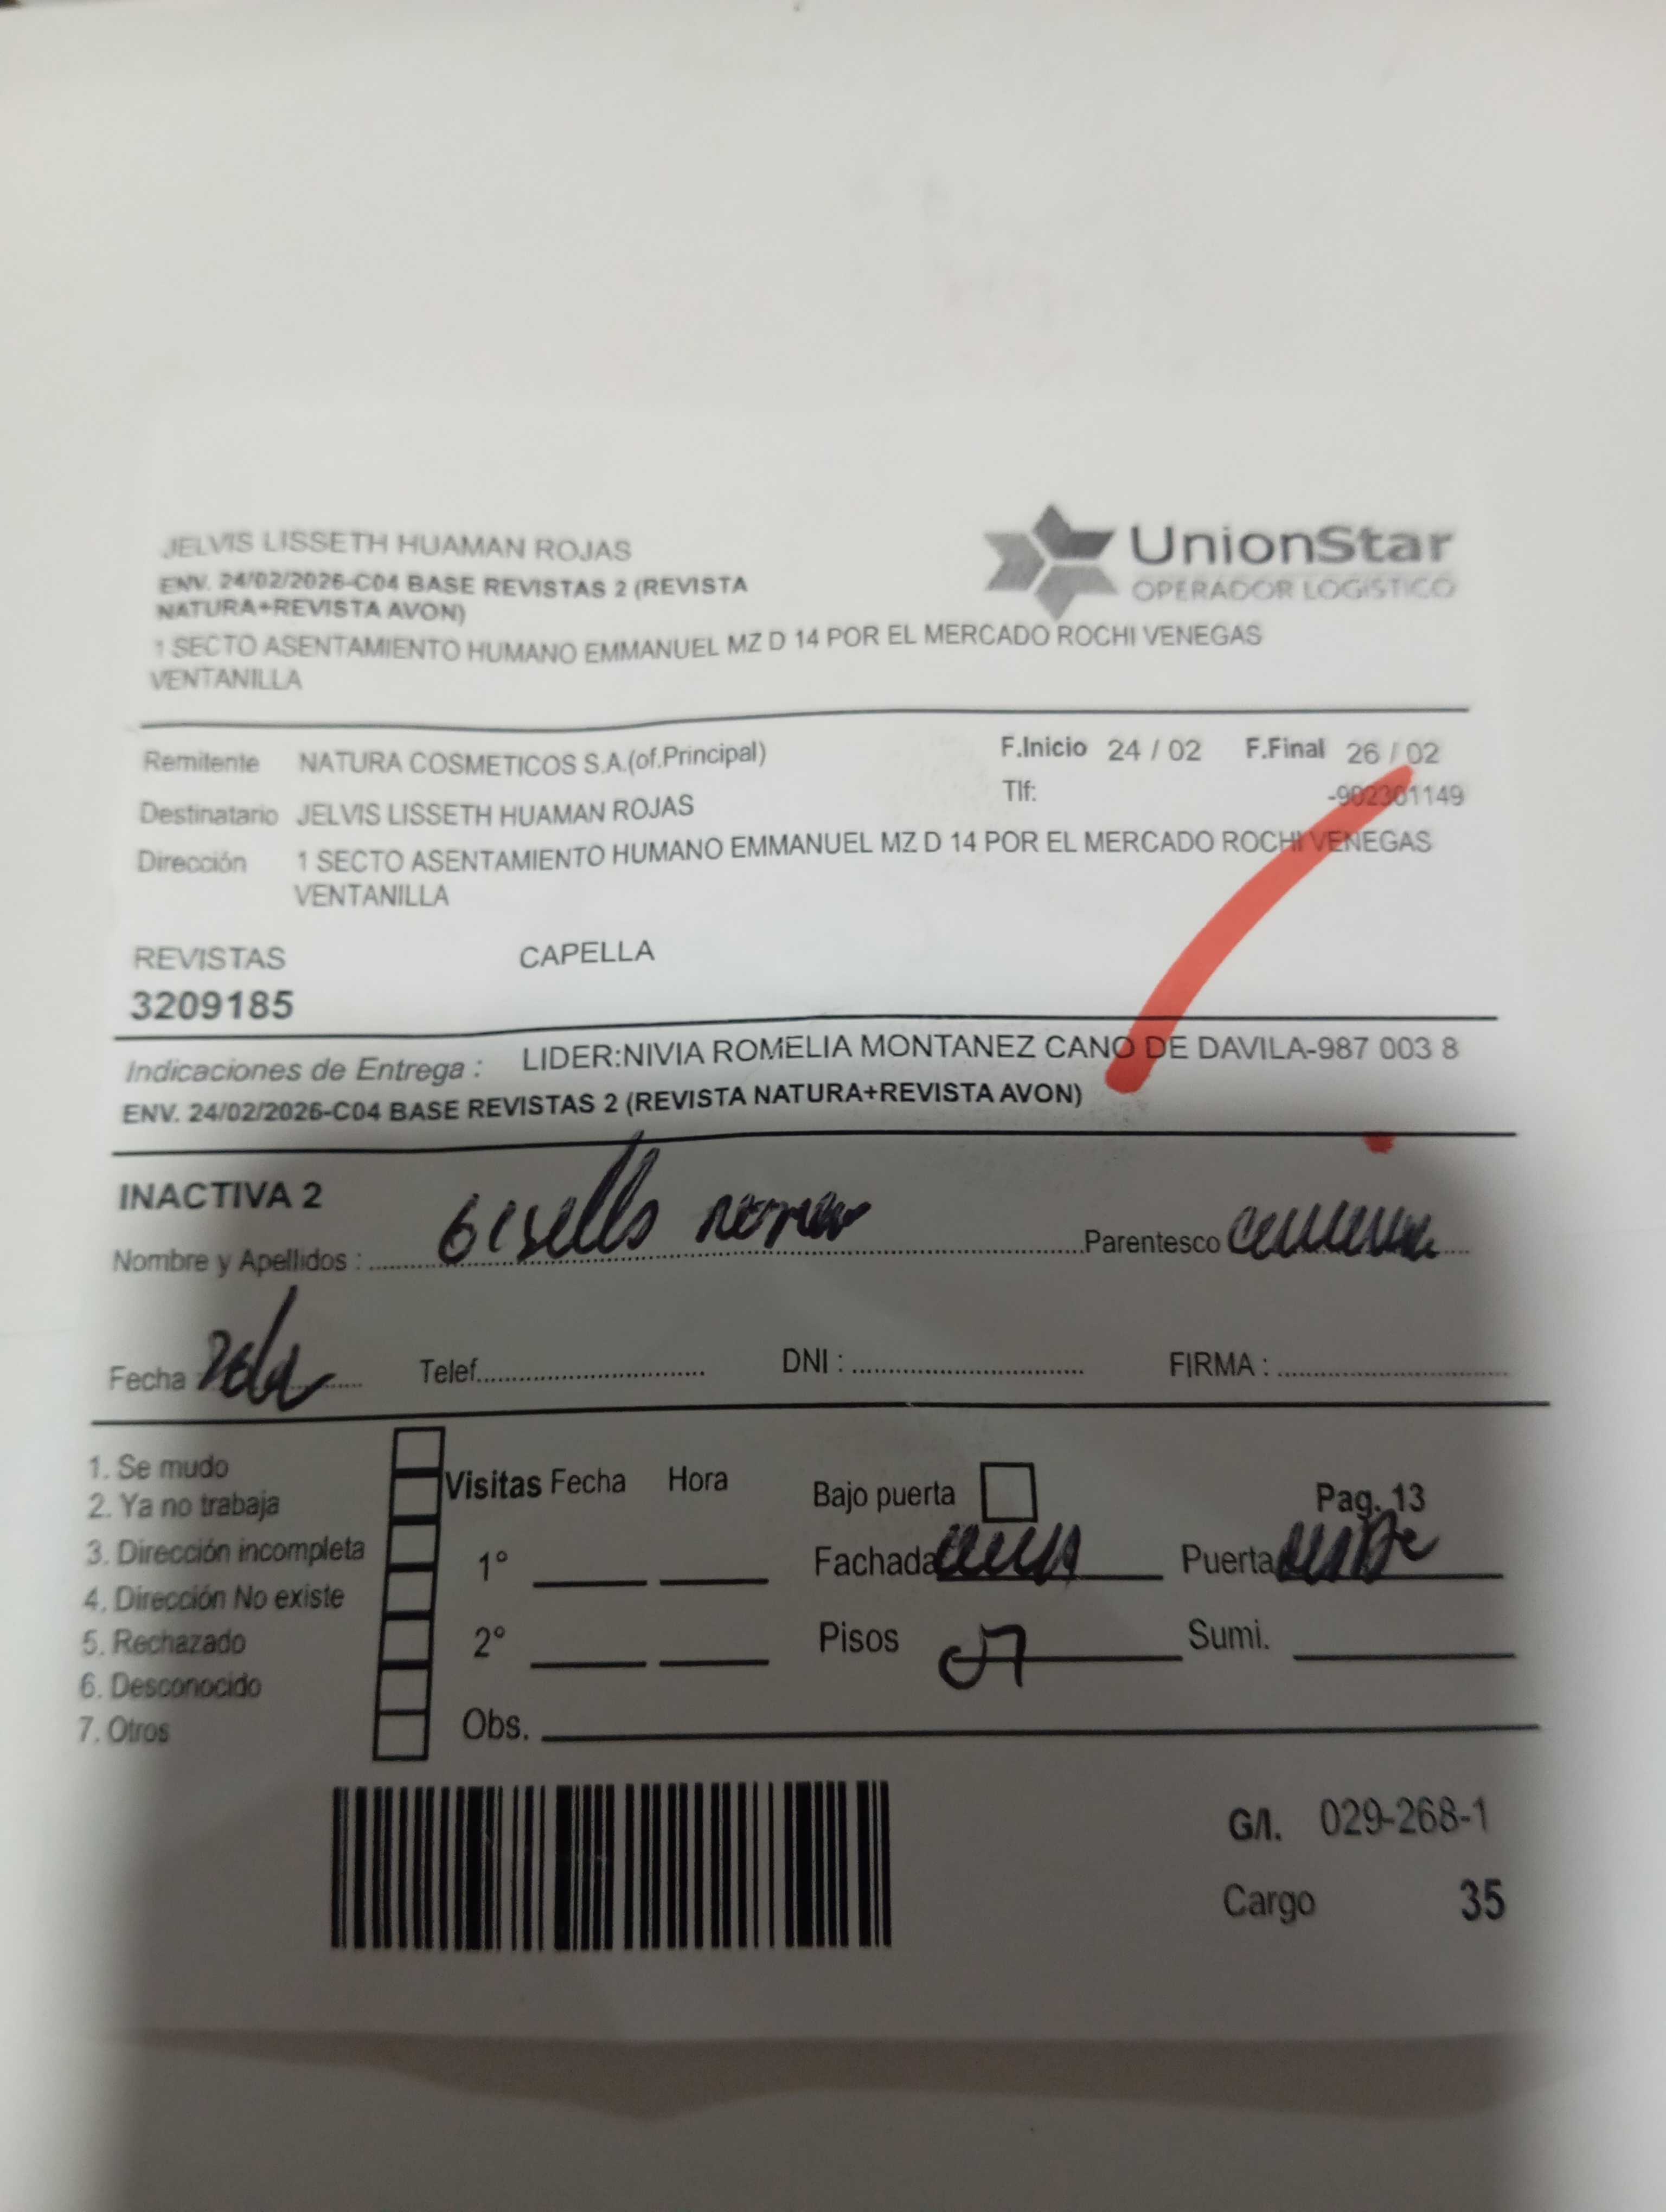 JELVIS LISSETH HUAMAN ROJAS
ENV. 24/02/2026-C04 BASE REVISTAS 2 (REVISTA
NATURA+REVISTA AVON)
1 SECTO ASENTAMIENTO HUMANO EMMANUEL MZ D 14 POR EL MERCADO ROCHI VENEGAS
VENTANILLA
UnionStar
OPERADOR LOGISTICO
Remitente NATURA COSMETICOS S.A.(of.Principal) F.Inicio 24 / 02 F.Final 26 / 02
Tlf: -902301149
Destinatario JELVIS LISSETH HUAMAN ROJAS
Dirección 1 SECTO ASENTAMIENTO HUMANO EMMANUEL MZ D 14 POR EL MERCADO ROCHI VENEGAS
VENTANILLA
REVISTAS CAPELLA
3209185
Indicaciones de Entrega : LIDER:NIVIA ROMELIA MONTANEZ CANO DE DAVILA-987 003 8
ENV. 24/02/2026-C04 BASE REVISTAS 2 (REVISTA NATURA+REVISTA AVON)
INACTIVA 2
Nombre y Apellidos : Parentesco
Fecha Telef. DNI : FIRMA :
1. Se mudo
2. Ya no trabaja
3. Dirección incompleta
4. Dirección No existe
5. Rechazado
6. Desconocido
7. Otros
Visitas Fecha Hora
1°
2°
Obs.
Bajo puerta Pag. 13
Fachada Puerta
Pisos Sumi.
G/I. 029-268-1
Cargo 35